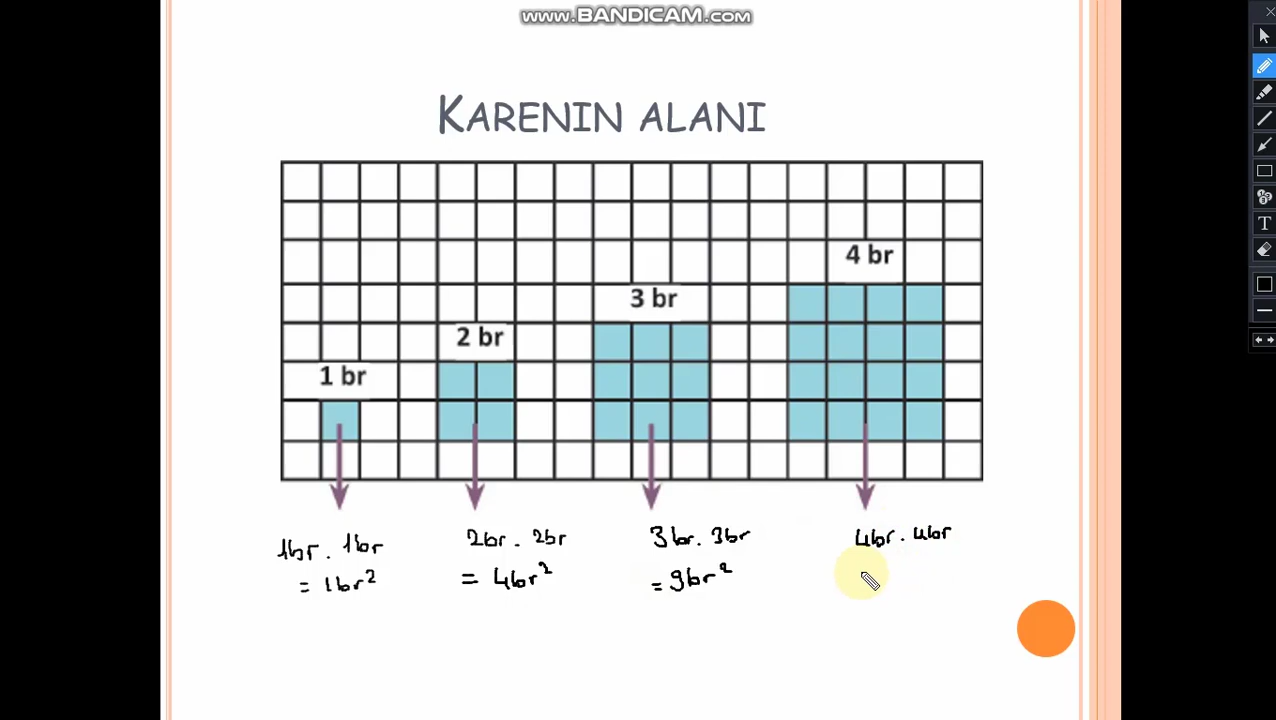 www.BANDICAM.com
KARENIN ALANI
4 br
3 br
2 br
1 br
1br . 1br
= 1br²
2br . 2br
= 4br²
3br . 3br
= 9br²
4br . 4br
T